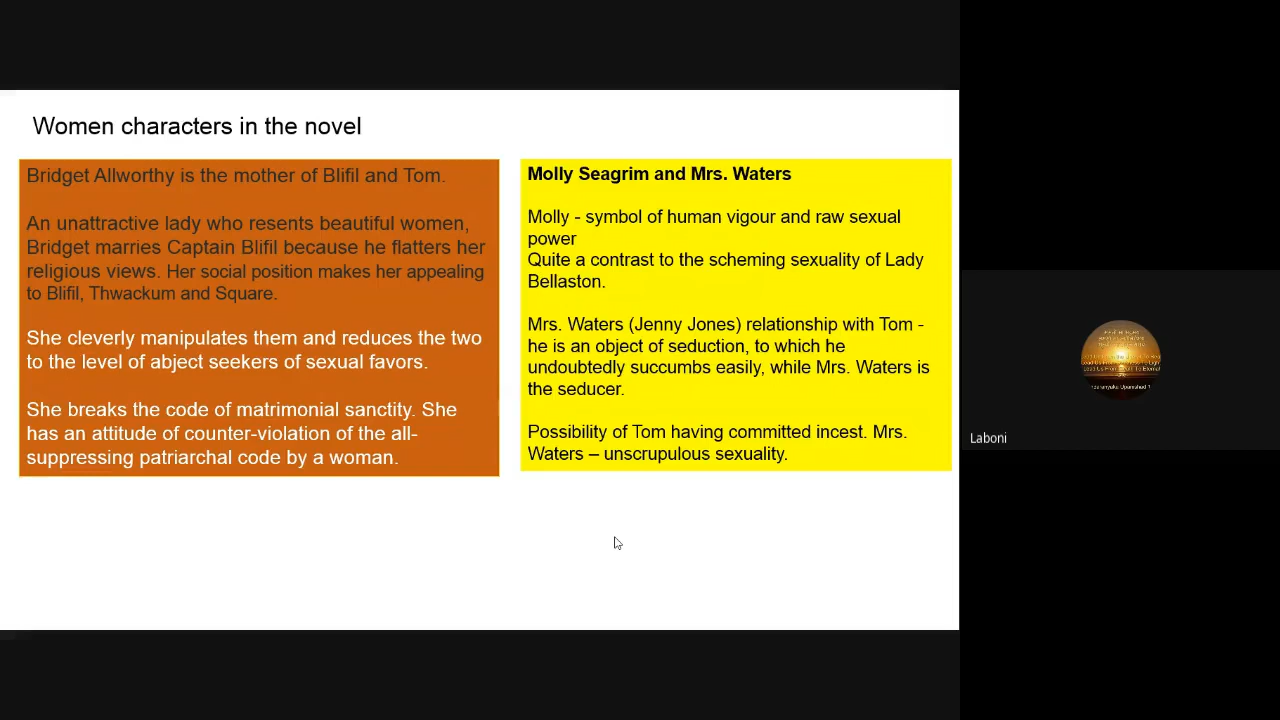 Women characters in the novel
Bridget Allworthy is the mother of Blifil and Tom.
An unattractive lady who resents beautiful women,
Bridget marries Captain Blifil because he flatters her
religious views. Her social position makes her appealing
to Blifil, Thwackum and Square.
She cleverly manipulates them and reduces the two
to the level of abject seekers of sexual favors.
She breaks the code of matrimonial sanctity. She
has an attitude of counter-violation of the all-
suppressing patriarchal code by a woman.
Molly Seagrim and Mrs. Waters
Molly - symbol of human vigour and raw sexual
power
Quite a contrast to the scheming sexuality of Lady
Bellaston.
Mrs. Waters (Jenny Jones) relationship with Tom -
he is an object of seduction, to which he
undoubtedly succumbs easily, while Mrs. Waters is
the seducer.
Possibility of Tom having committed incest. Mrs.
Waters – unscrupulous sexuality.
Laboni